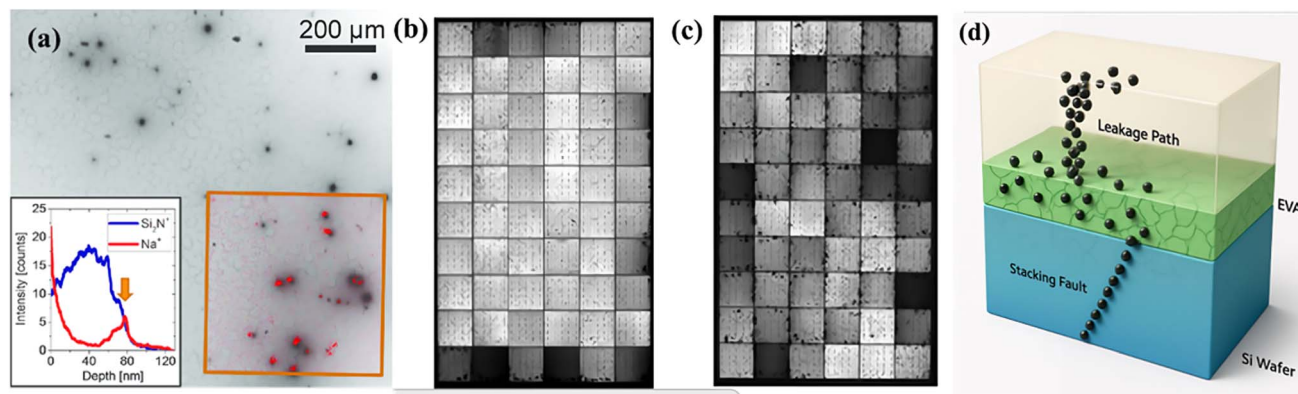 (a)
200 μm
25
20
15
10
5
0
Intensity [counts]
Si₂N⁺
Na⁺
0 40 80 120
Depth [nm]
(b)
(c)
(d)
Leakage Path
EVA
Stacking Fault
Si Wafer